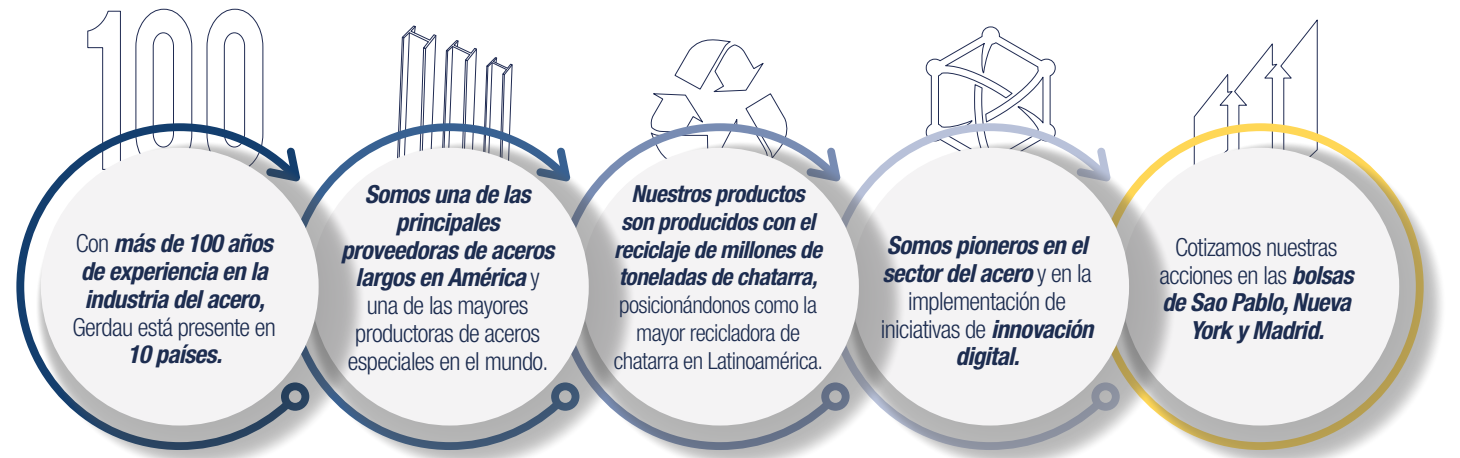 100
Con más de 100 años
de experiencia en la
industria del acero,
Gerdau está presente en
10 países.
Somos una de las
principales
proveedoras de aceros
largos en América y
una de las mayores
productoras de aceros
especiales en el mundo.
Nuestros productos
son producidos con el
reciclaje de millones de
toneladas de chatarra,
posicionándonos como la
mayor recicladora de
chatarra en Latinoamérica.
Somos pioneros en el
sector del acero y en la
implementación de
iniciativas de innovación
digital.
Cotizamos nuestras
acciones en las bolsas
de Sao Pablo, Nueva
York y Madrid.